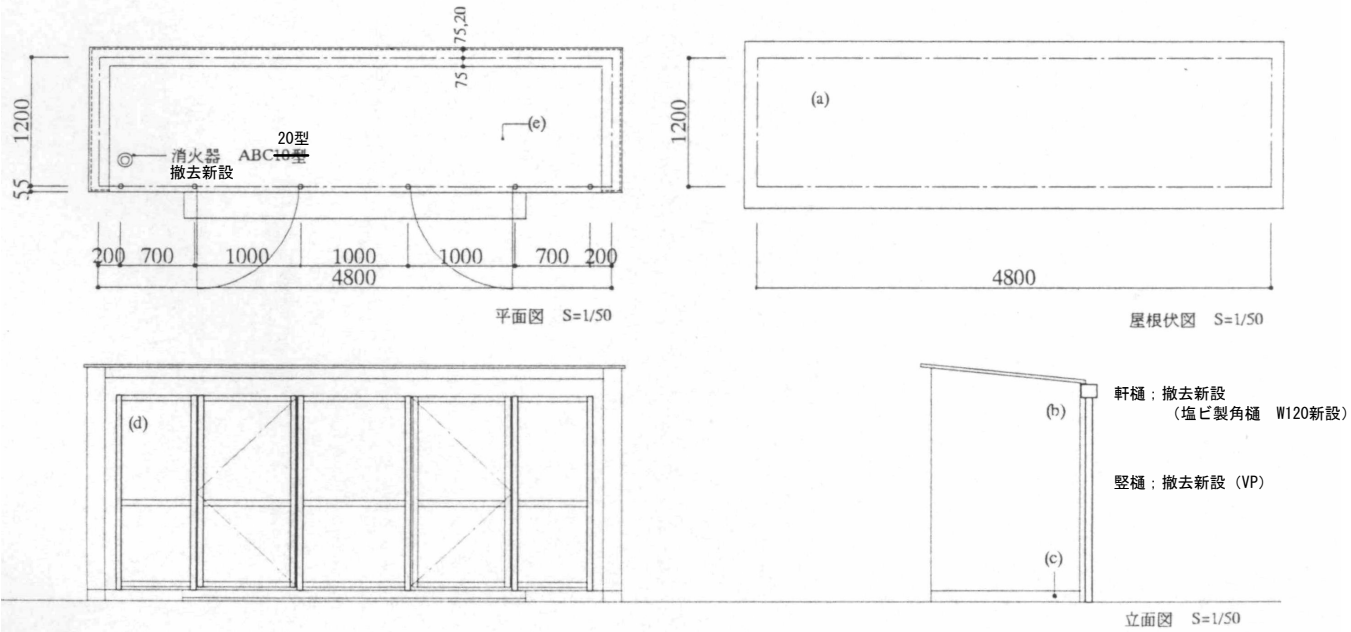 75,20
75
1200
55
(e)
20型
消火器 ABC10型
撤去新設
200 700 1000 1000 1000 700 200
4800
平面図 S=1/50
1200
(a)
4800
屋根伏図 S=1/50
(d)
(b)
(c)
軒樋；撤去新設
（塩ビ製角樋 W120新設）
竪樋；撤去新設（VP）
立面図 S=1/50